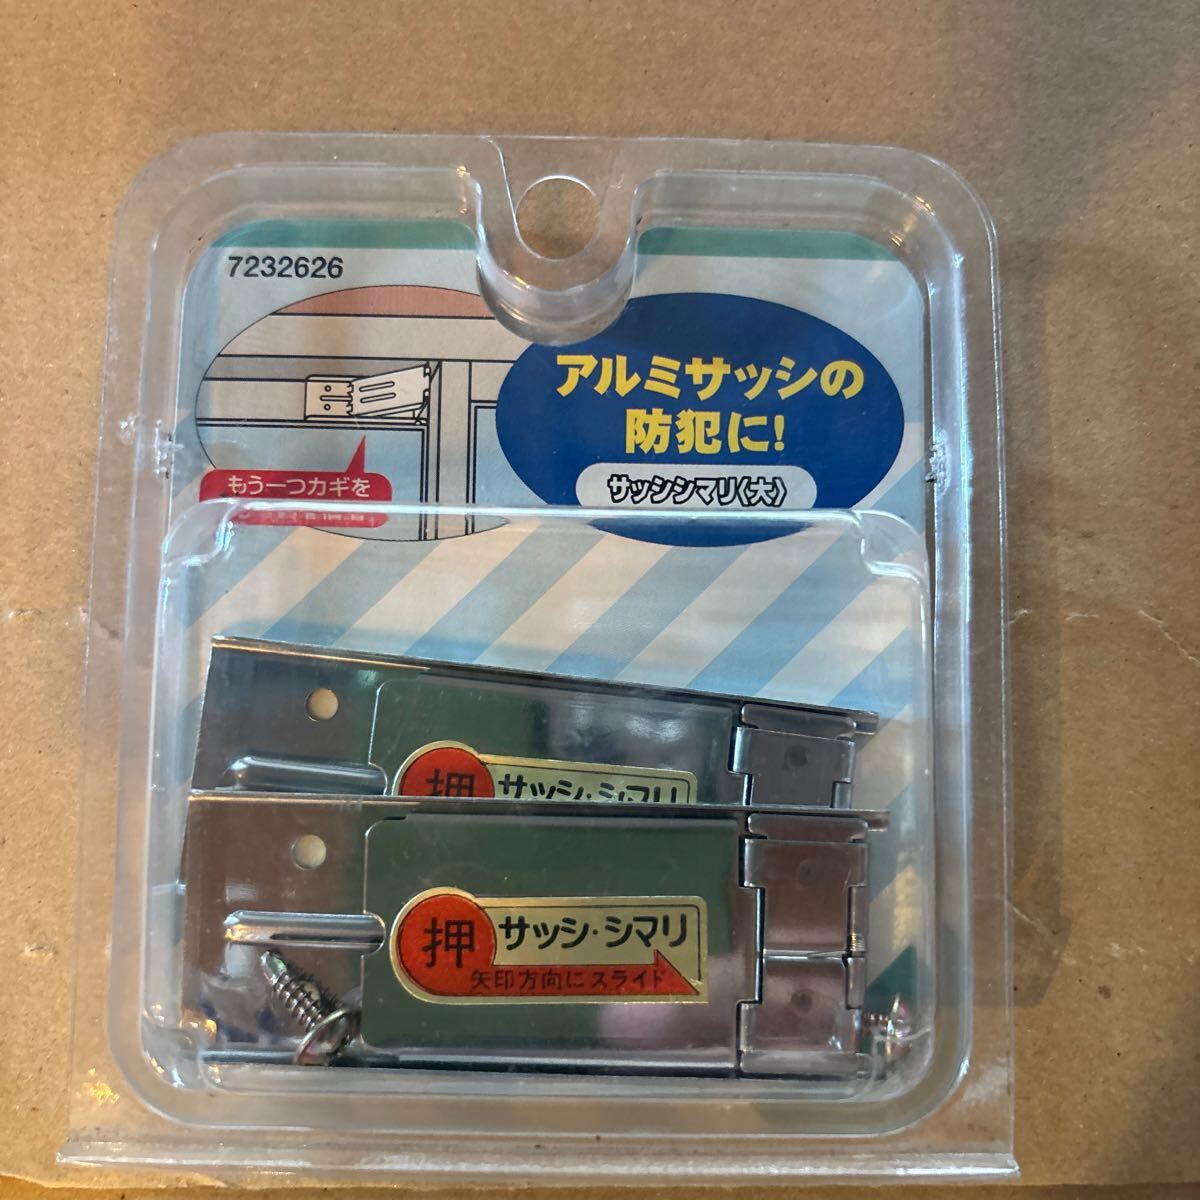 7232626
アルミサッシの
防犯に!
サッシシマリ〈大〉
もう一つカギを
押 サッシ・シマリ
押 サッシ・シマリ
矢印方向にスライド